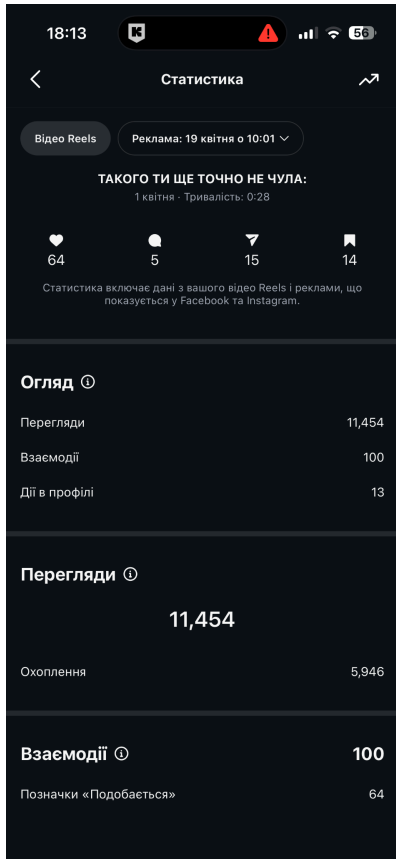 18:13
K
56
Статистика
Відео Reels
Реклама: 19 квітня о 10:01
ТАКОГО ТИ ЩЕ ТОЧНО НЕ ЧУЛА:
1 квітня · Тривалість: 0:28
64 5 15 14
Статистика включає дані з вашого відео Reels і реклами, що
показується у Facebook та Instagram.
Огляд
Перегляди 11,454
Взаємодії 100
Дії в профілі 13
Перегляди
11,454
Охоплення 5,946
Взаємодії 100
Позначки «Подобається» 64